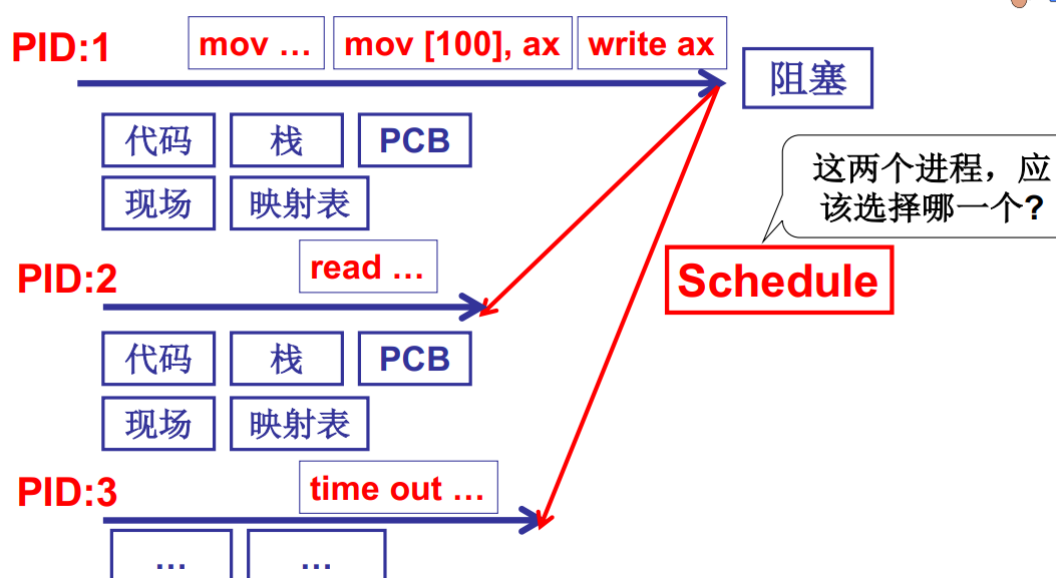 PID:1
mov …
mov [100], ax
write ax
阻塞
代码
栈
PCB
现场
映射表
这两个进程，应
该选择哪一个?
Schedule
PID:2
read …
代码
栈
PCB
现场
映射表
PID:3
time out …
…
…